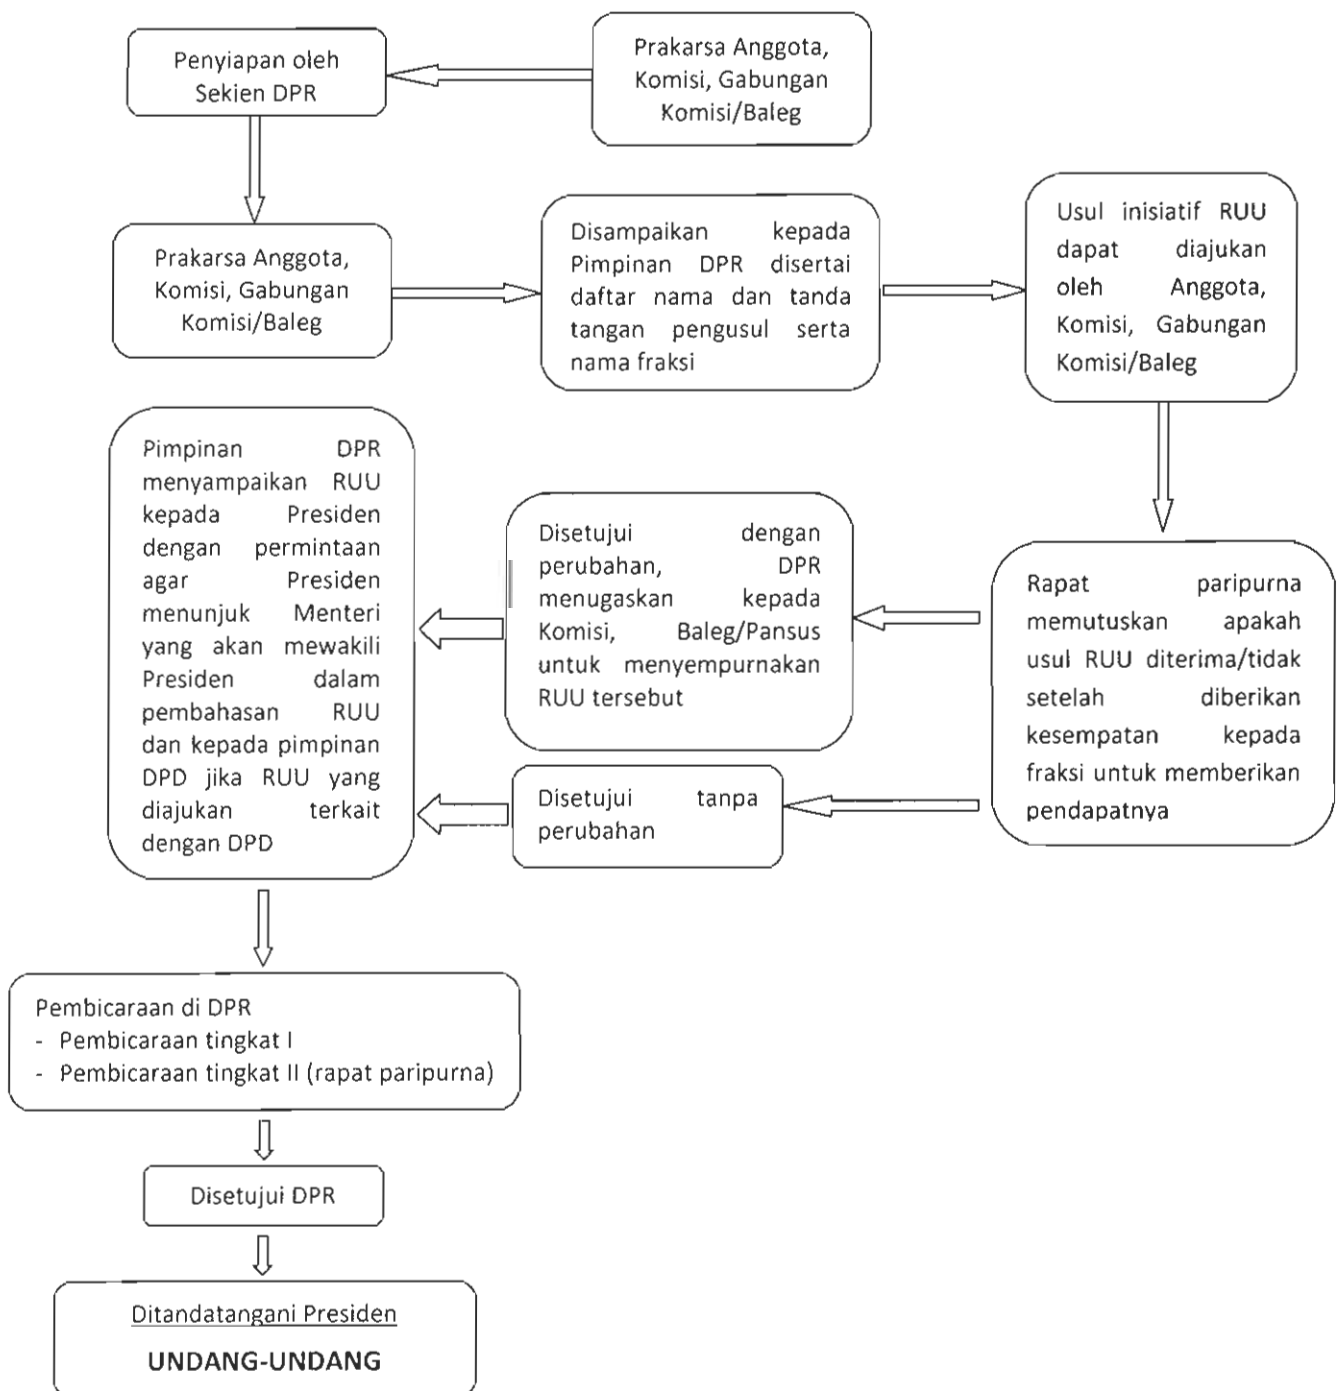 Prakarsa Anggota,
Komisi, Gabungan
Komisi/Baleg
Penyiapan oleh
Sekien DPR
Prakarsa Anggota,
Komisi, Gabungan
Komisi/Baleg
Disampaikan kepada
Pimpinan DPR disertai
daftar nama dan tanda
tangan pengusul serta
nama fraksi
Usul inisiatif RUU
dapat diajukan
oleh Anggota,
Komisi, Gabungan
Komisi/Baleg
Rapat paripurna
memutuskan apakah
usul RUU diterima/tidak
setelah diberikan
kesempatan kepada
fraksi untuk memberikan
pendapatnya
Disetujui dengan
perubahan, DPR
menugaskan kepada
Komisi, Baleg/Pansus
untuk menyempurnakan
RUU tersebut
Disetujui tanpa
perubahan
Pimpinan DPR
menyampaikan RUU
kepada Presiden
dengan permintaan
agar Presiden
menunjuk Menteri
yang akan mewakili
Presiden dalam
pembahasan RUU
dan kepada pimpinan
DPD jika RUU yang
diajukan terkait
dengan DPD
Pembicaraan di DPR
- Pembicaraan tingkat I
- Pembicaraan tingkat II (rapat paripurna)
Disetujui DPR
Ditandatangani Presiden
UNDANG-UNDANG